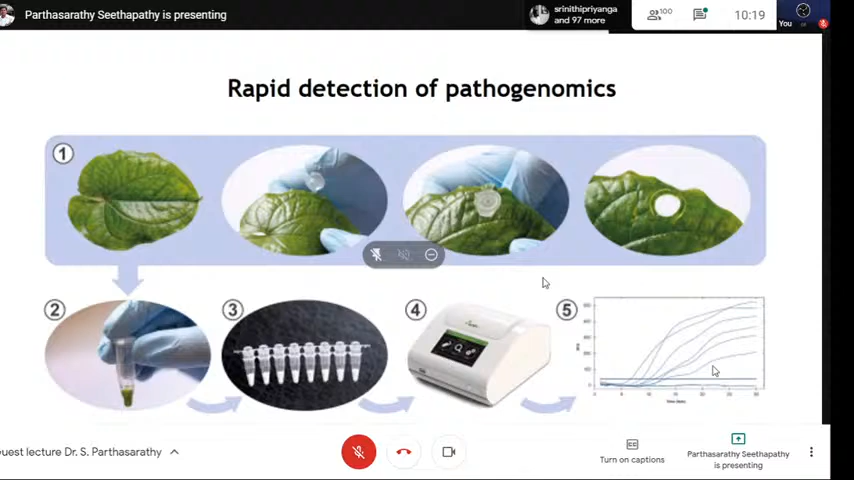 Parthasarathy Seethapathy is presenting
srinithipriyanga
and 97 more
100
10:19
You
Rapid detection of pathogenomics
1
2
3
4
5
uest lecture Dr. S. Parthasarathy
Turn on captions
Parthasarathy Seethapathy
is presenting